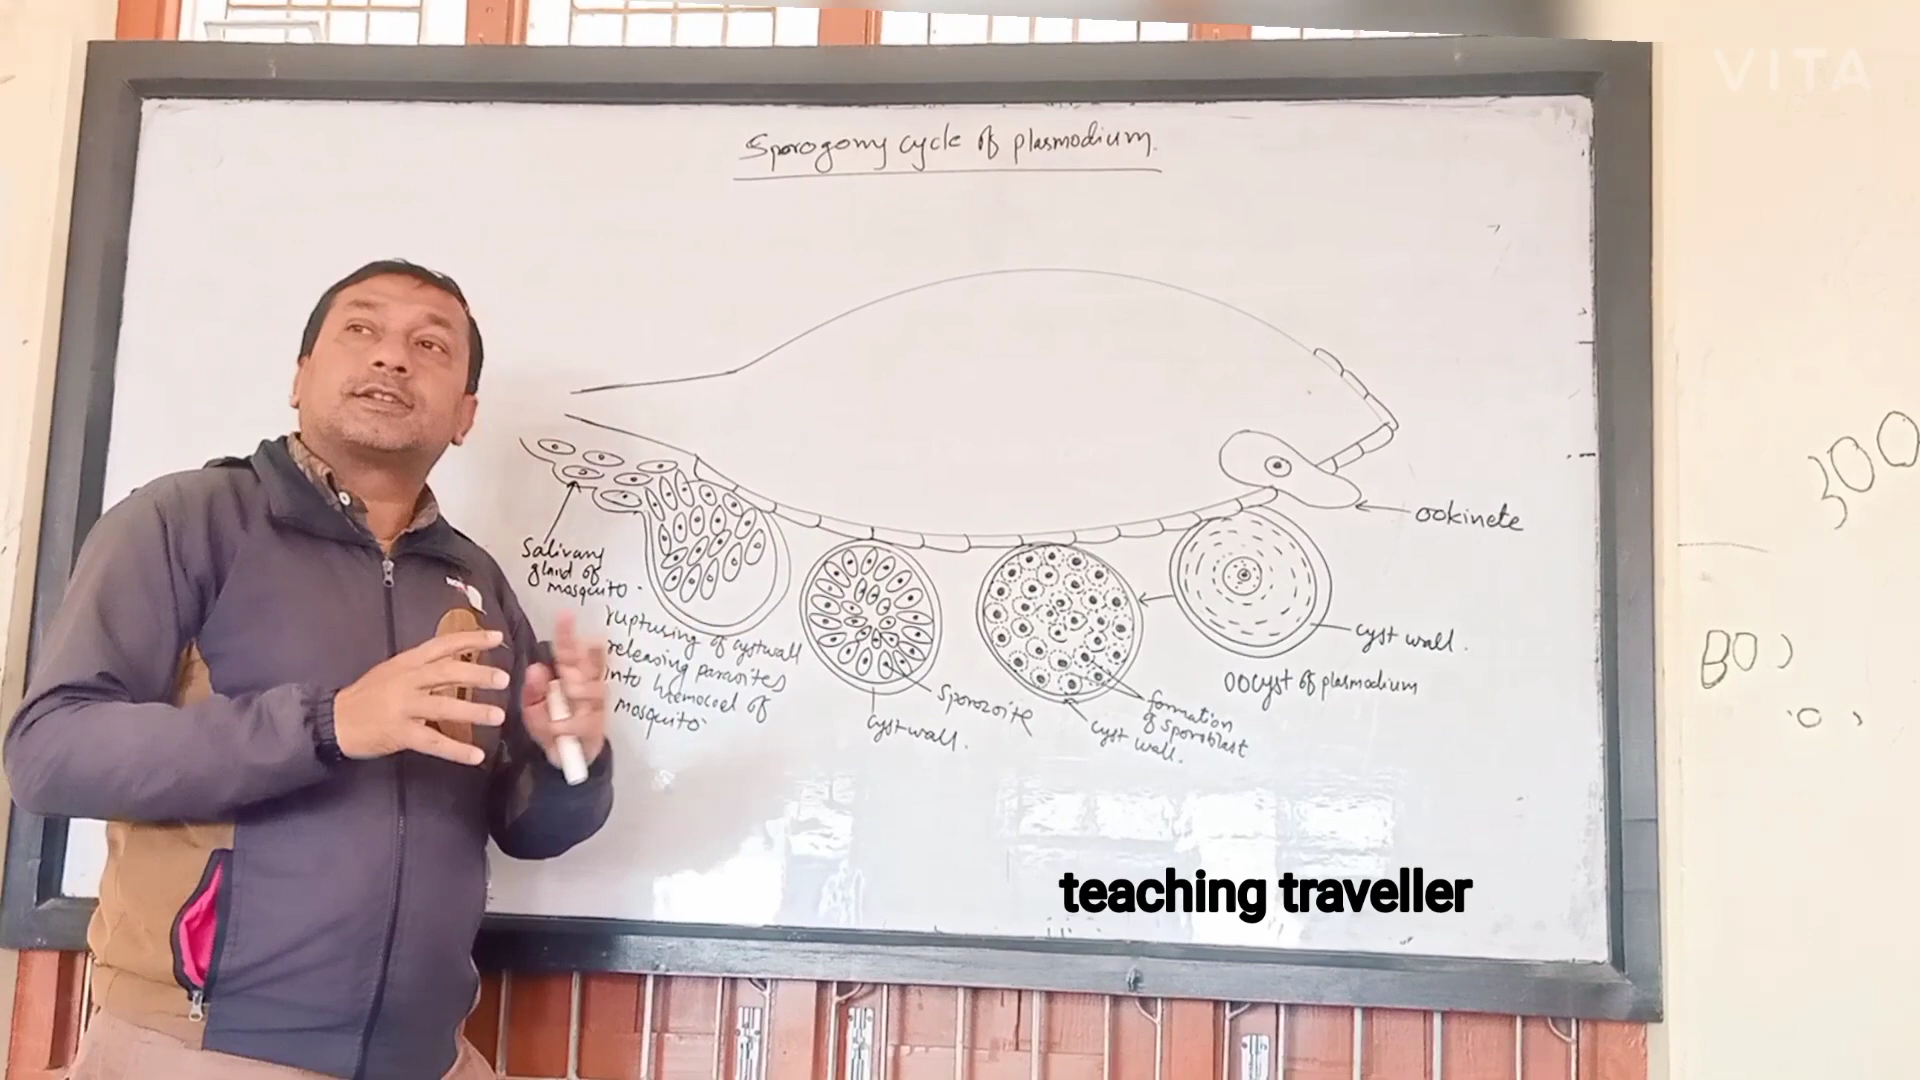 VITA
Sporogony cycle of plasmodium.
ookinete
Salivary
gland of
mosquito.
rupturing of cystwall
releasing parasites
into haemocoel of
mosquito.
sporozoite
cyst wall.
formation
of sporoblast
cyst wall.
cyst wall.
oocyst of plasmodium
300
80)
teaching traveller